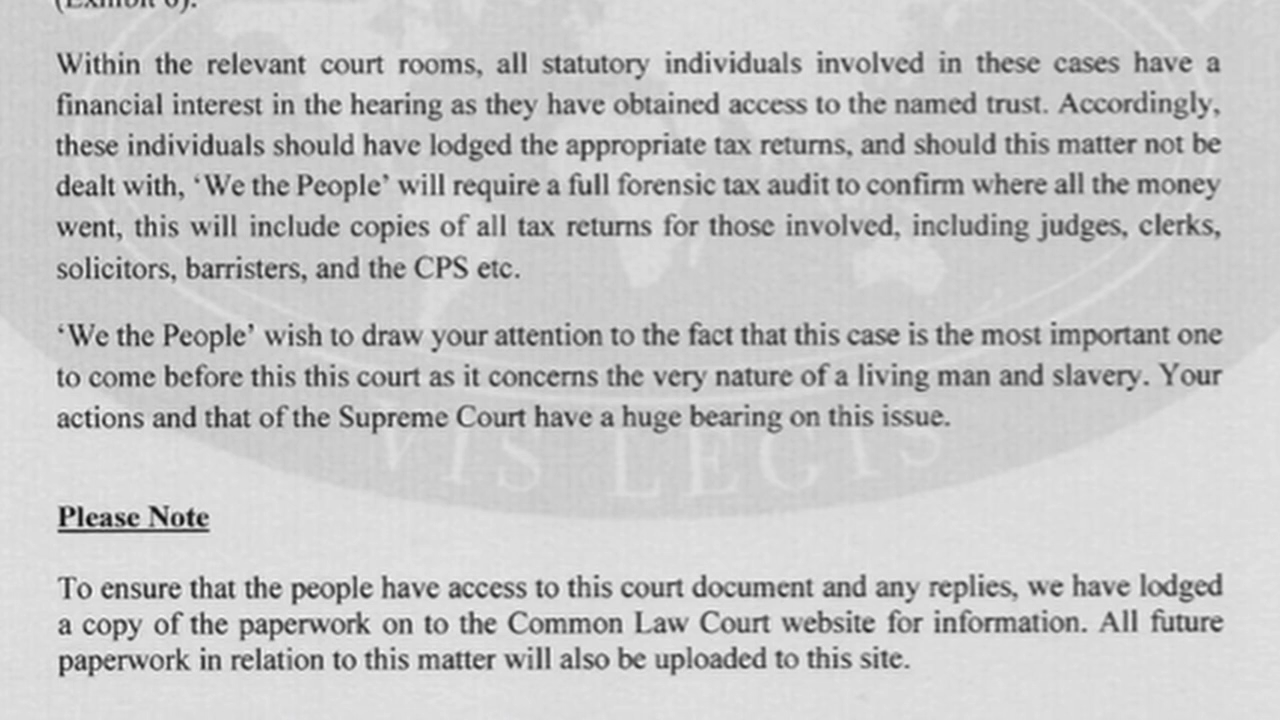 (Exhibit 6).
Within the relevant court rooms, all statutory individuals involved in these cases have a
financial interest in the hearing as they have obtained access to the named trust. Accordingly,
these individuals should have lodged the appropriate tax returns, and should this matter not be
dealt with, ‘We the People’ will require a full forensic tax audit to confirm where all the money
went, this will include copies of all tax returns for those involved, including judges, clerks,
solicitors, barristers, and the CPS etc.
‘We the People’ wish to draw your attention to the fact that this case is the most important one
to come before this this court as it concerns the very nature of a living man and slavery. Your
actions and that of the Supreme Court have a huge bearing on this issue.
VIS LEGIS
Please Note
To ensure that the people have access to this court document and any replies, we have lodged
a copy of the paperwork on to the Common Law Court website for information. All future
paperwork in relation to this matter will also be uploaded to this site.